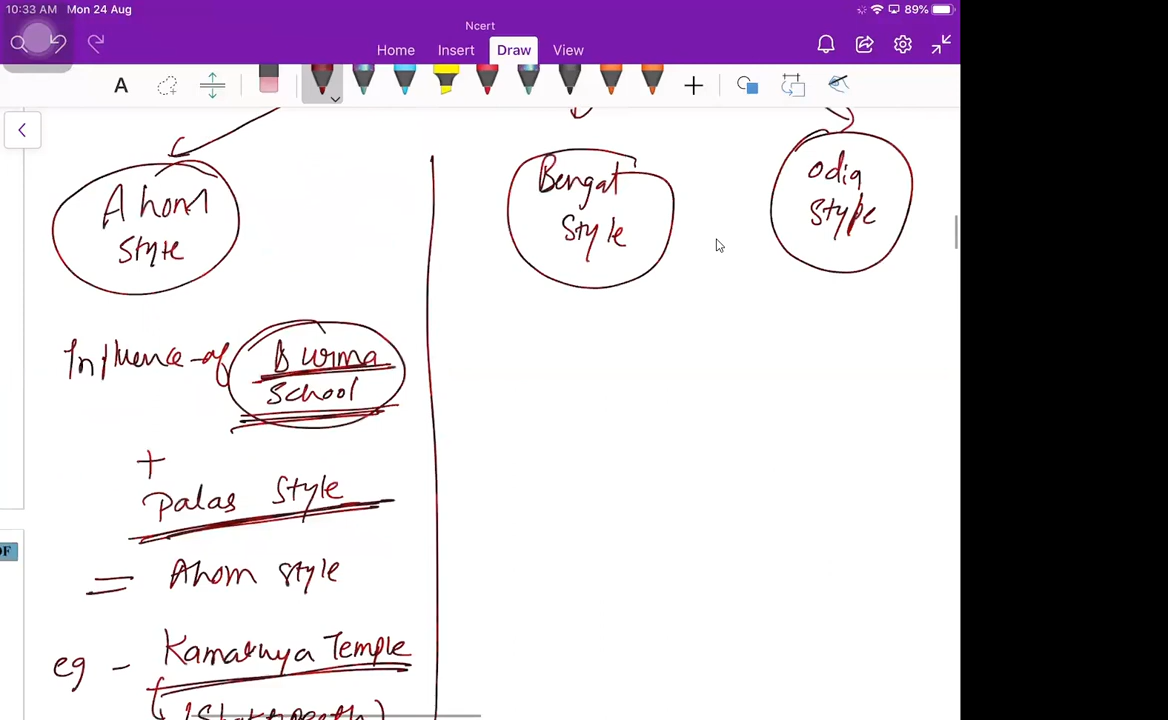 10:33 AM Mon 24 Aug
89%
Ncert
Home Insert Draw View
A
Ahom
Style
Bengal
Style
Odia
Stype
Influence of Burma
School
+
Palas Style
= Ahom Style
eg - Kamakhya Temple